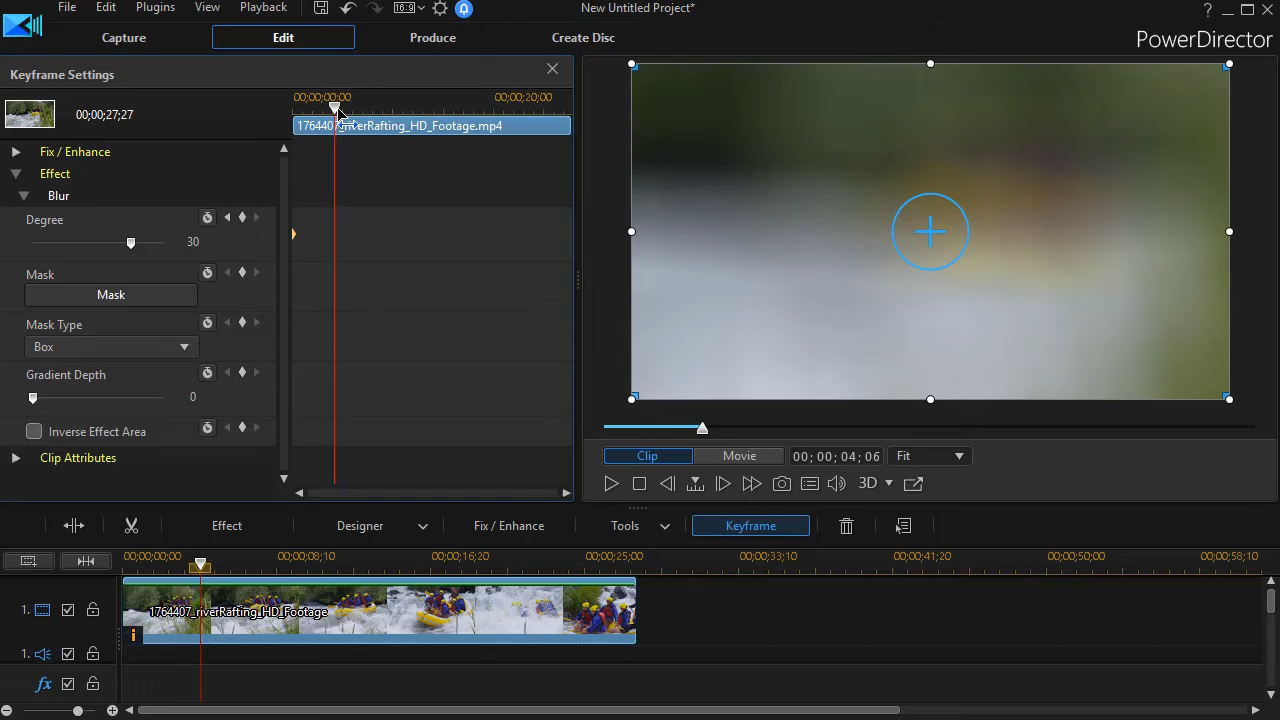 File Edit Plugins View Playback 16:9 New Untitled Project* ?
Capture Edit Produce Create Disc PowerDirector
Keyframe Settings
00;00;27;27
00;00;00;00 00;00;20;00
1764407_riverRafting_HD_Footage.mp4
Fix / Enhance
Effect
Blur
Degree
30
Mask
Mask
Mask Type
Box
Gradient Depth
0
Inverse Effect Area
Clip Attributes
Clip Movie 00; 00; 04; 06 Fit
3D
Effect Designer Fix / Enhance Tools Keyframe
00;00;00;00 00;00;08;10 00;00;16;20 00;00;25;00 00;00;33;10 00;00;41;20 00;00;50;00 00;00;58;10
1. 1764407_riverRafting_HD_Footage
i
1.
fx